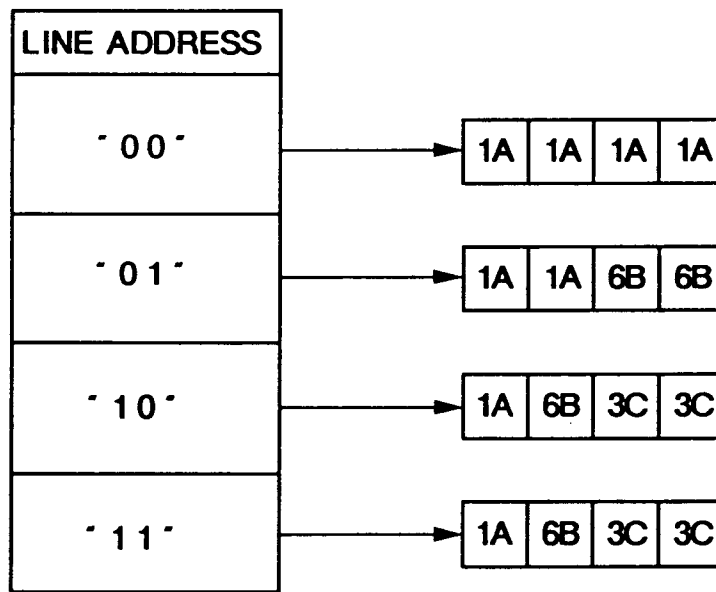 LINE ADDRESS
"00" 1A 1A 1A 1A
"01" 1A 1A 6B 6B
"10" 1A 6B 3C 3C
"11" 1A 6B 3C 3C